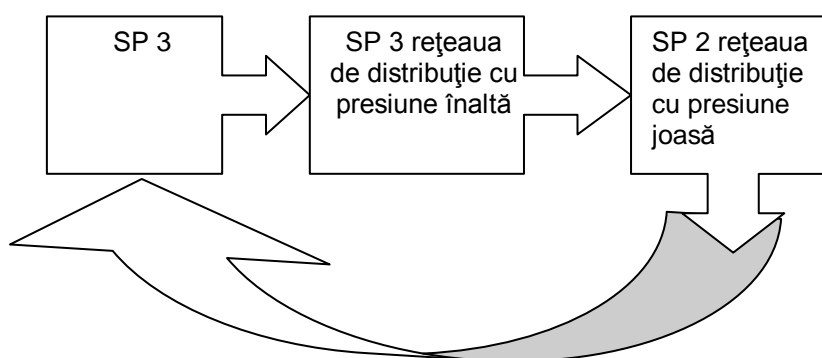 SP 3
SP 3 reţeaua
de distribuţie cu
presiune înaltă
SP 2 reţeaua
de distribuţie
cu presiune
joasă